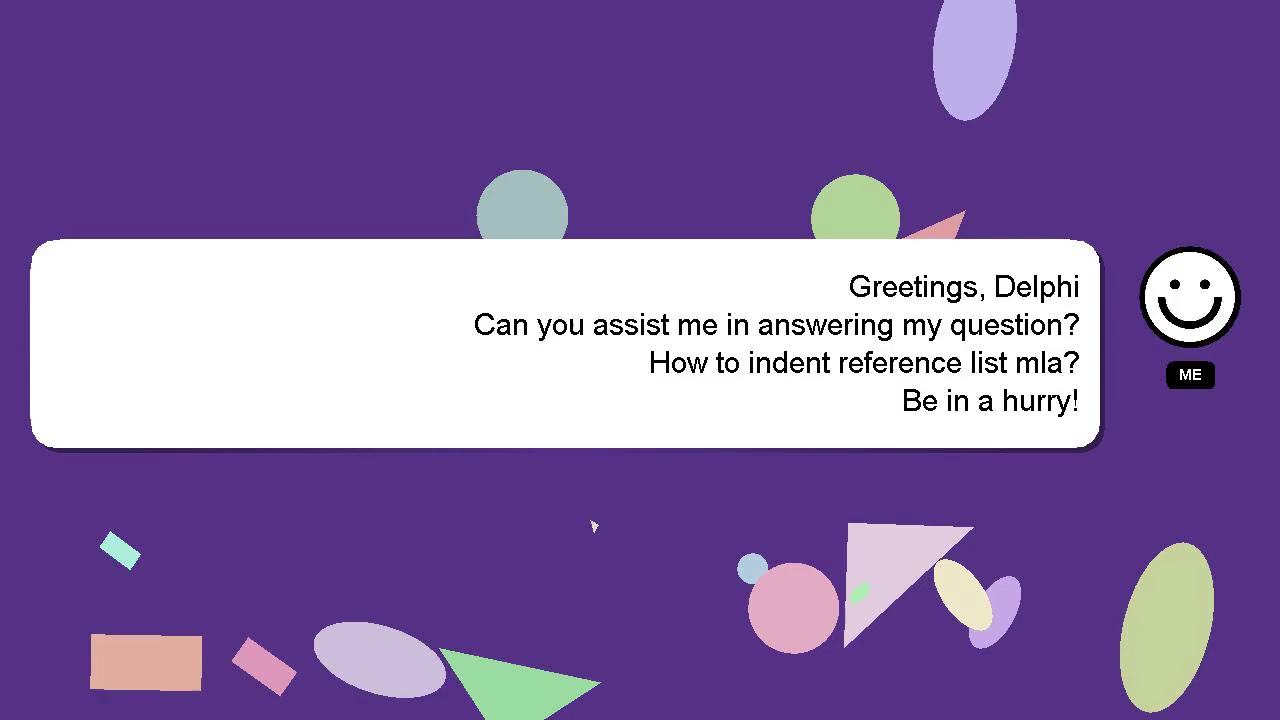 Greetings, Delphi
Can you assist me in answering my question?
How to indent reference list mla?
Be in a hurry!
ME